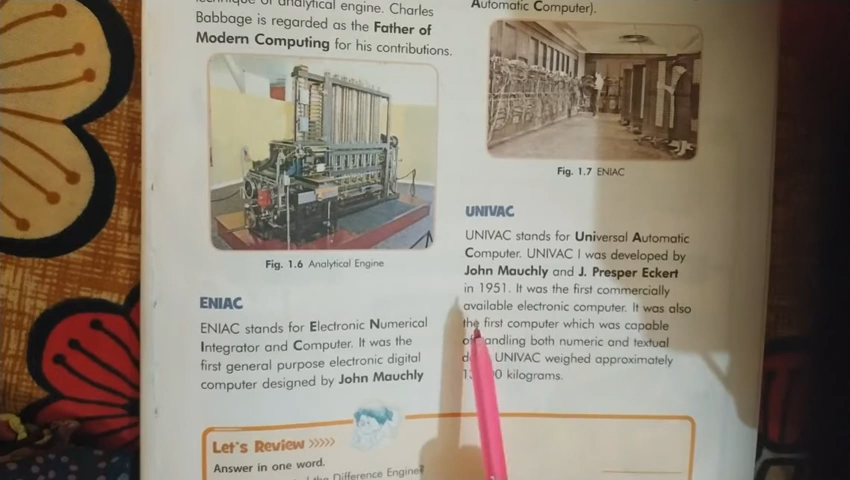 technique of analytical engine. Charles
Babbage is regarded as the Father of
Modern Computing for his contributions.
Fig. 1.6 Analytical Engine
ENIAC
ENIAC stands for Electronic Numerical
Integrator and Computer. It was the
first general purpose electronic digital
computer designed by John Mauchly
Automatic Computer).
Fig. 1.7 ENIAC
UNIVAC
UNIVAC stands for Universal Automatic
Computer. UNIVAC I was developed by
John Mauchly and J. Presper Eckert
in 1951. It was the first commercially
available electronic computer. It was also
the first computer which was capable
handling both numeric and textual
UNIVAC weighed approximately
kilograms.
Let's Review >>>>>
Answer in one word.
the Difference Engine